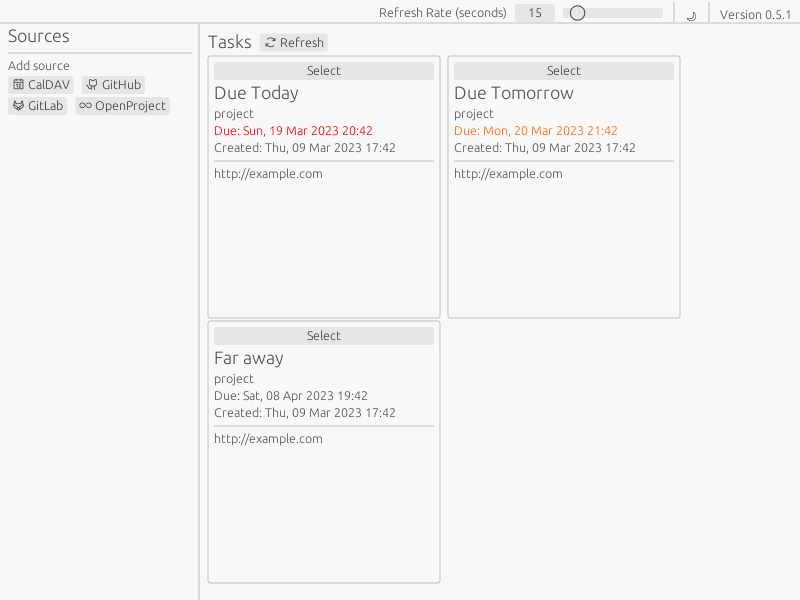 Refresh Rate (seconds) 15 Version 0.5.1
Sources
Add source
CalDAV GitHub
GitLab OpenProject
Tasks Refresh
Select
Due Today
project
Due: Sun, 19 Mar 2023 20:42
Created: Thu, 09 Mar 2023 17:42
http://example.com
Select
Due Tomorrow
project
Due: Mon, 20 Mar 2023 21:42
Created: Thu, 09 Mar 2023 17:42
http://example.com
Select
Far away
project
Due: Sat, 08 Apr 2023 19:42
Created: Thu, 09 Mar 2023 17:42
http://example.com